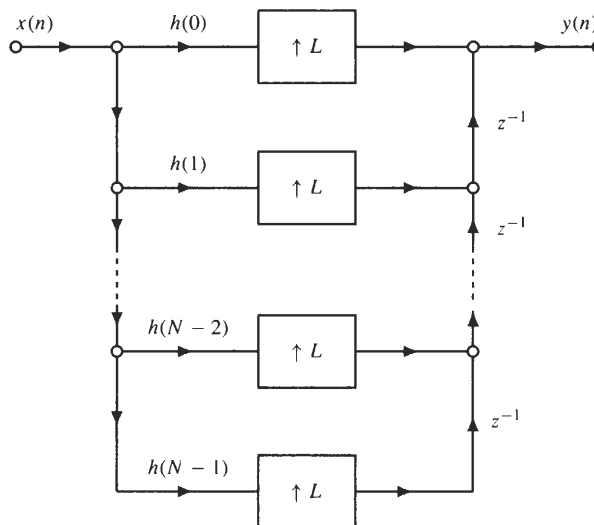 x(n) h(0) ↑ L y(n)
z⁻¹
h(1) ↑ L
z⁻¹
h(N − 2) ↑ L
z⁻¹
h(N − 1) ↑ L